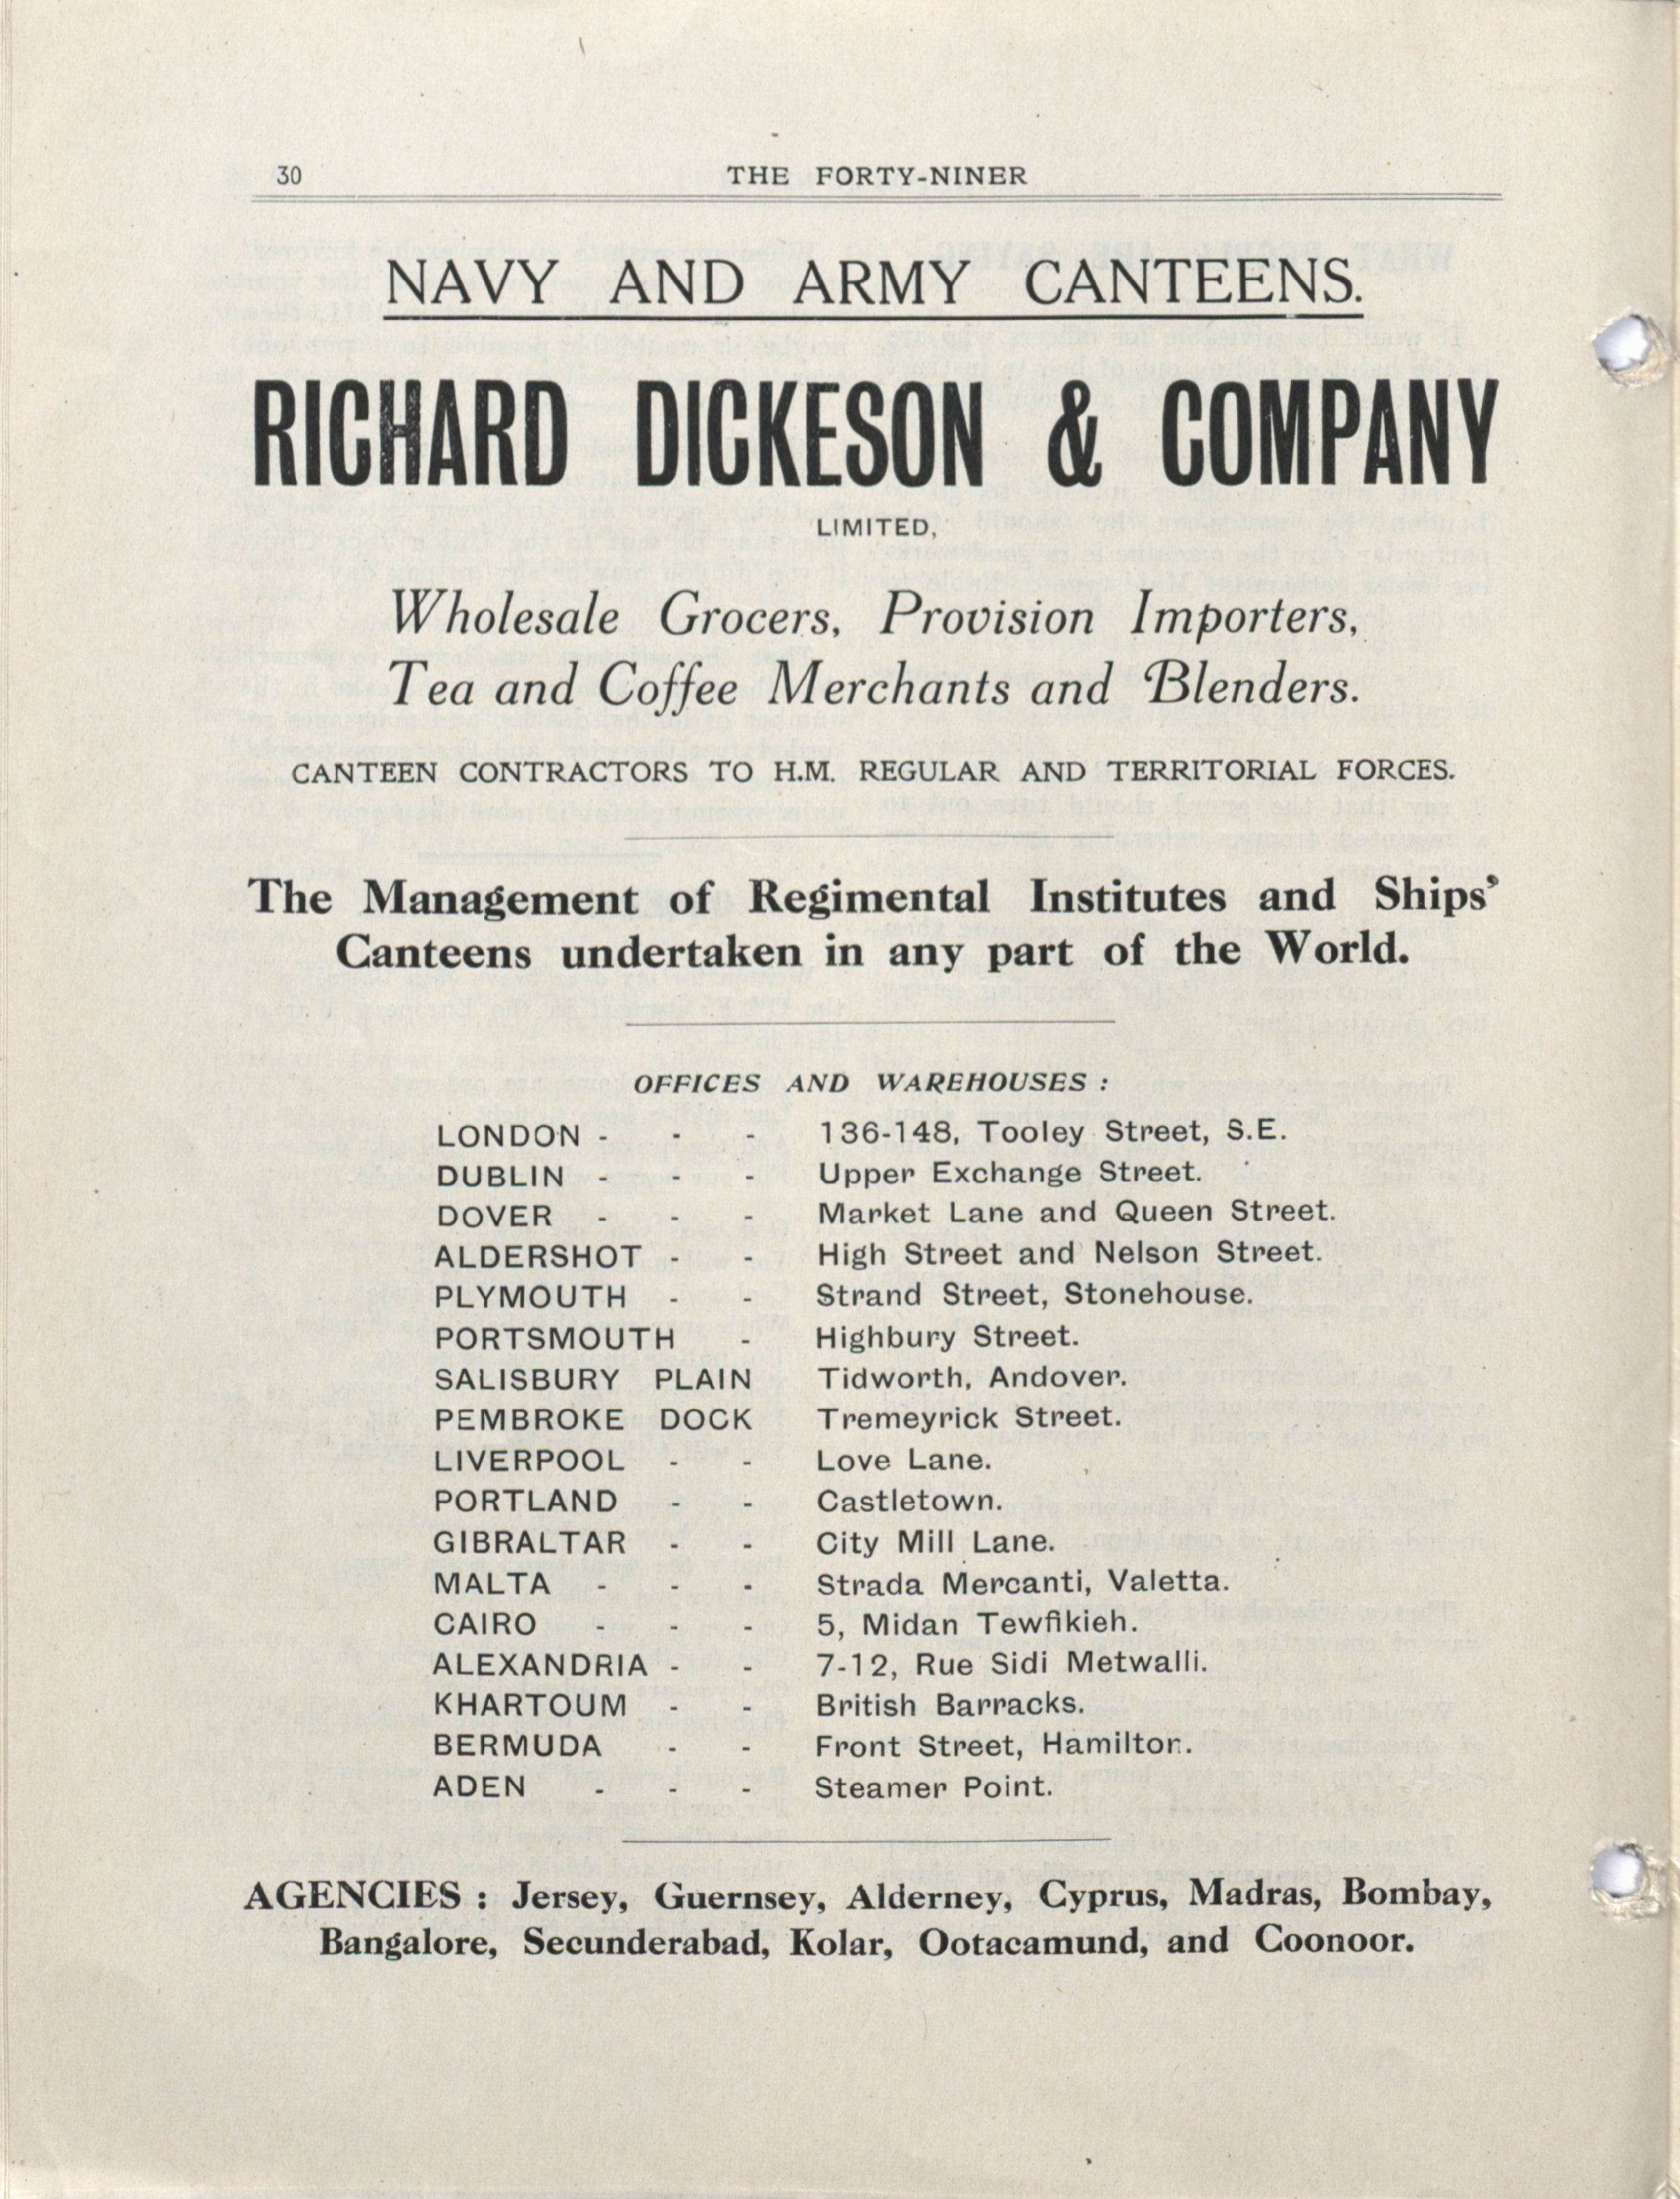 30
THE FORTY-NINER
NAVY AND ARMY CANTEENS.
RICHARD DICKESON & COMPANY
LIMITED,
Wholesale Grocers, Provision Importers,
Tea and Coffee Merchants and Blenders.
CANTEEN CONTRACTORS TO H.M. REGULAR AND TERRITORIAL FORCES.
The Management of Regimental Institutes and Ships'
Canteens undertaken in any part of the World.
OFFICES AND WAREHOUSES :
LONDON - - - 136-148, Tooley Street, S.E.
DUBLIN - - - Upper Exchange Street.
DOVER - - - Market Lane and Queen Street.
ALDERSHOT - - High Street and Nelson Street.
PLYMOUTH - - Strand Street, Stonehouse.
PORTSMOUTH - Highbury Street.
SALISBURY PLAIN Tidworth, Andover.
PEMBROKE DOCK Tremeyrick Street.
LIVERPOOL - - Love Lane.
PORTLAND - - Castletown.
GIBRALTAR - - City Mill Lane.
MALTA - - - Strada Mercanti, Valetta.
CAIRO - - - 5, Midan Tewfikieh.
ALEXANDRIA - - 7-12, Rue Sidi Metwalli.
KHARTOUM - - British Barracks.
BERMUDA - - Front Street, Hamilton.
ADEN - - - Steamer Point.
AGENCIES : Jersey, Guernsey, Alderney, Cyprus, Madras, Bombay,
Bangalore, Secunderabad, Kolar, Ootacamund, and Coonoor.